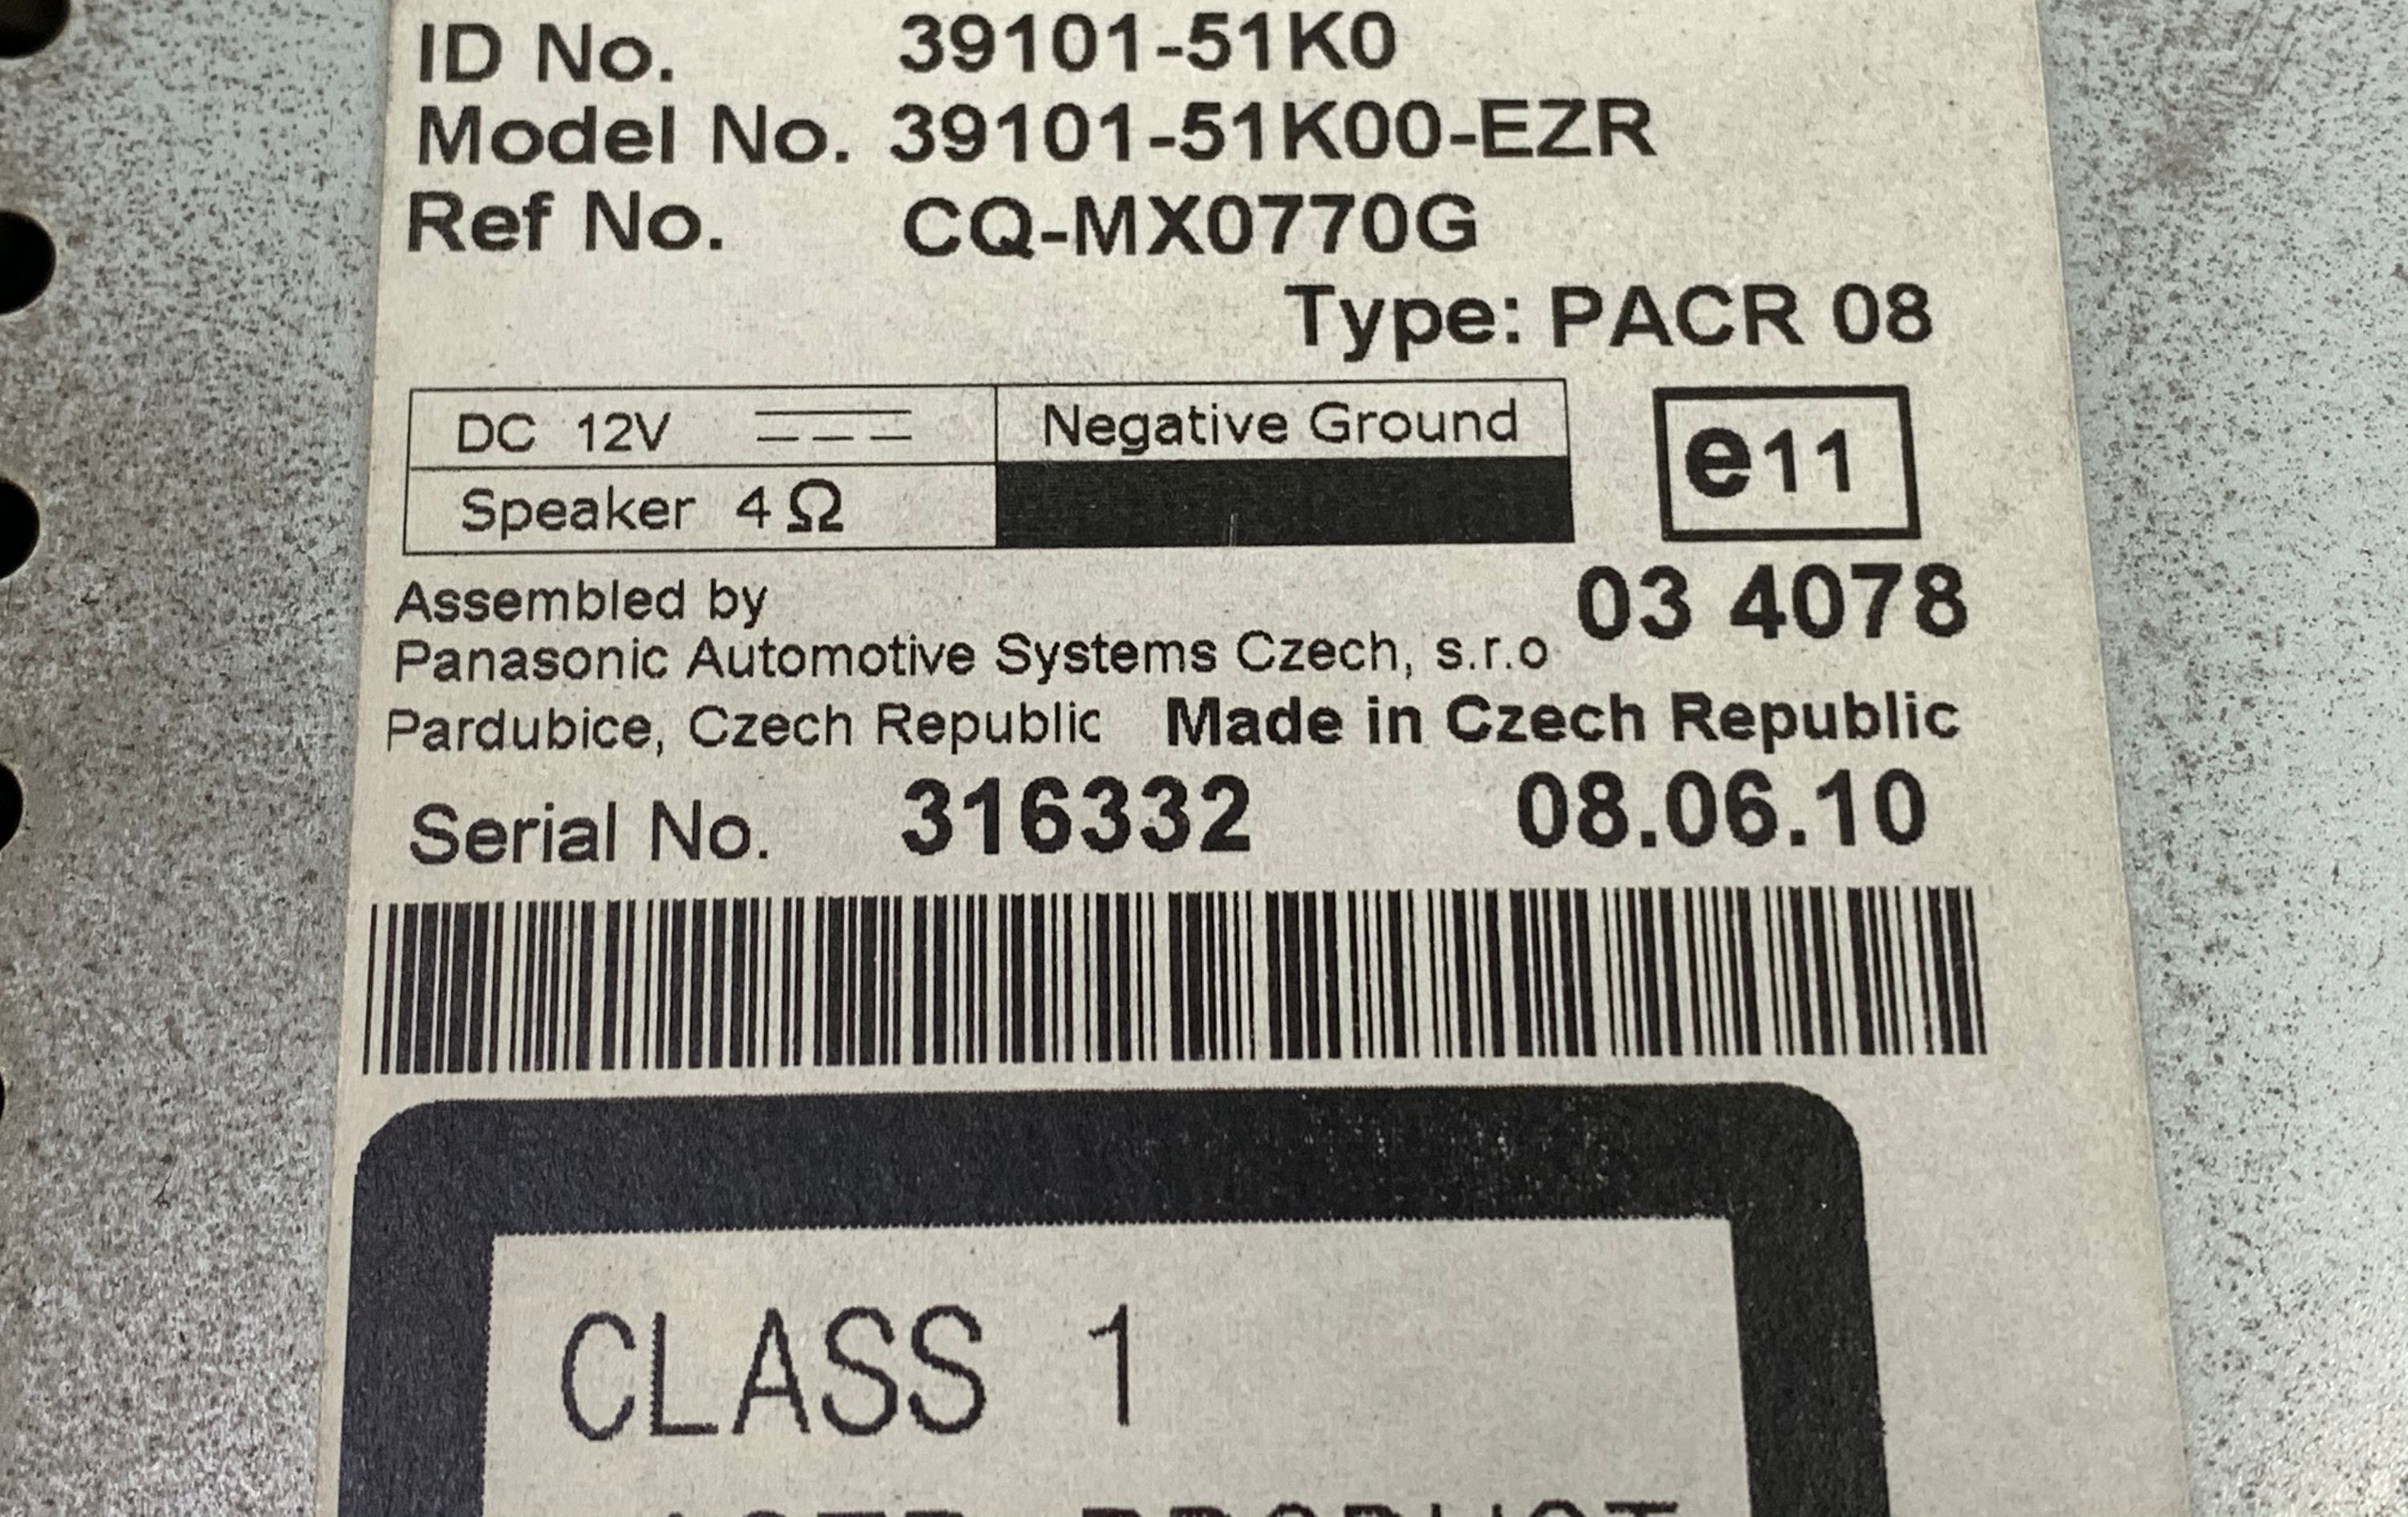 ID No. 39101-51K0
Model No. 39101-51K00-EZR
Ref No. CQ-MX0770G
Type: PACR 08
DC 12V Negative Ground
Speaker 4Ω
e11
03 4078
Assembled by
Panasonic Automotive Systems Czech, s.r.o
Pardubice, Czech Republic Made in Czech Republic
Serial No. 316332 08.06.10
CLASS 1
PRODUCT